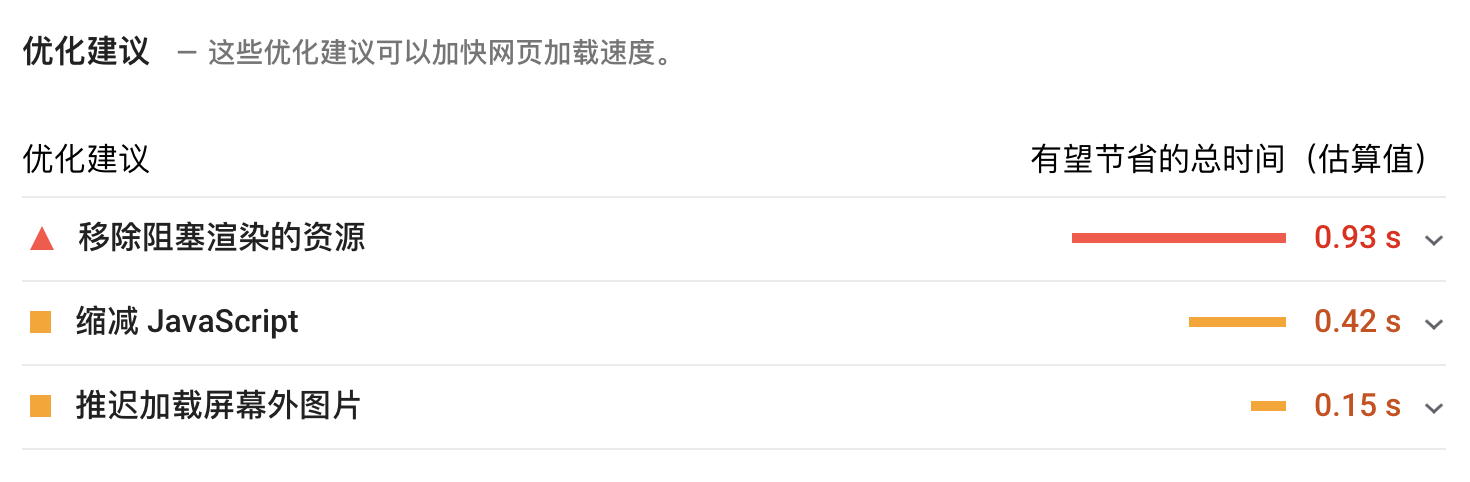 优化建议 — 这些优化建议可以加快网页加载速度。
优化建议 有望节省的总时间（估算值）
移除阻塞渲染的资源 0.93 s
缩减 JavaScript 0.42 s
推迟加载屏幕外图片 0.15 s